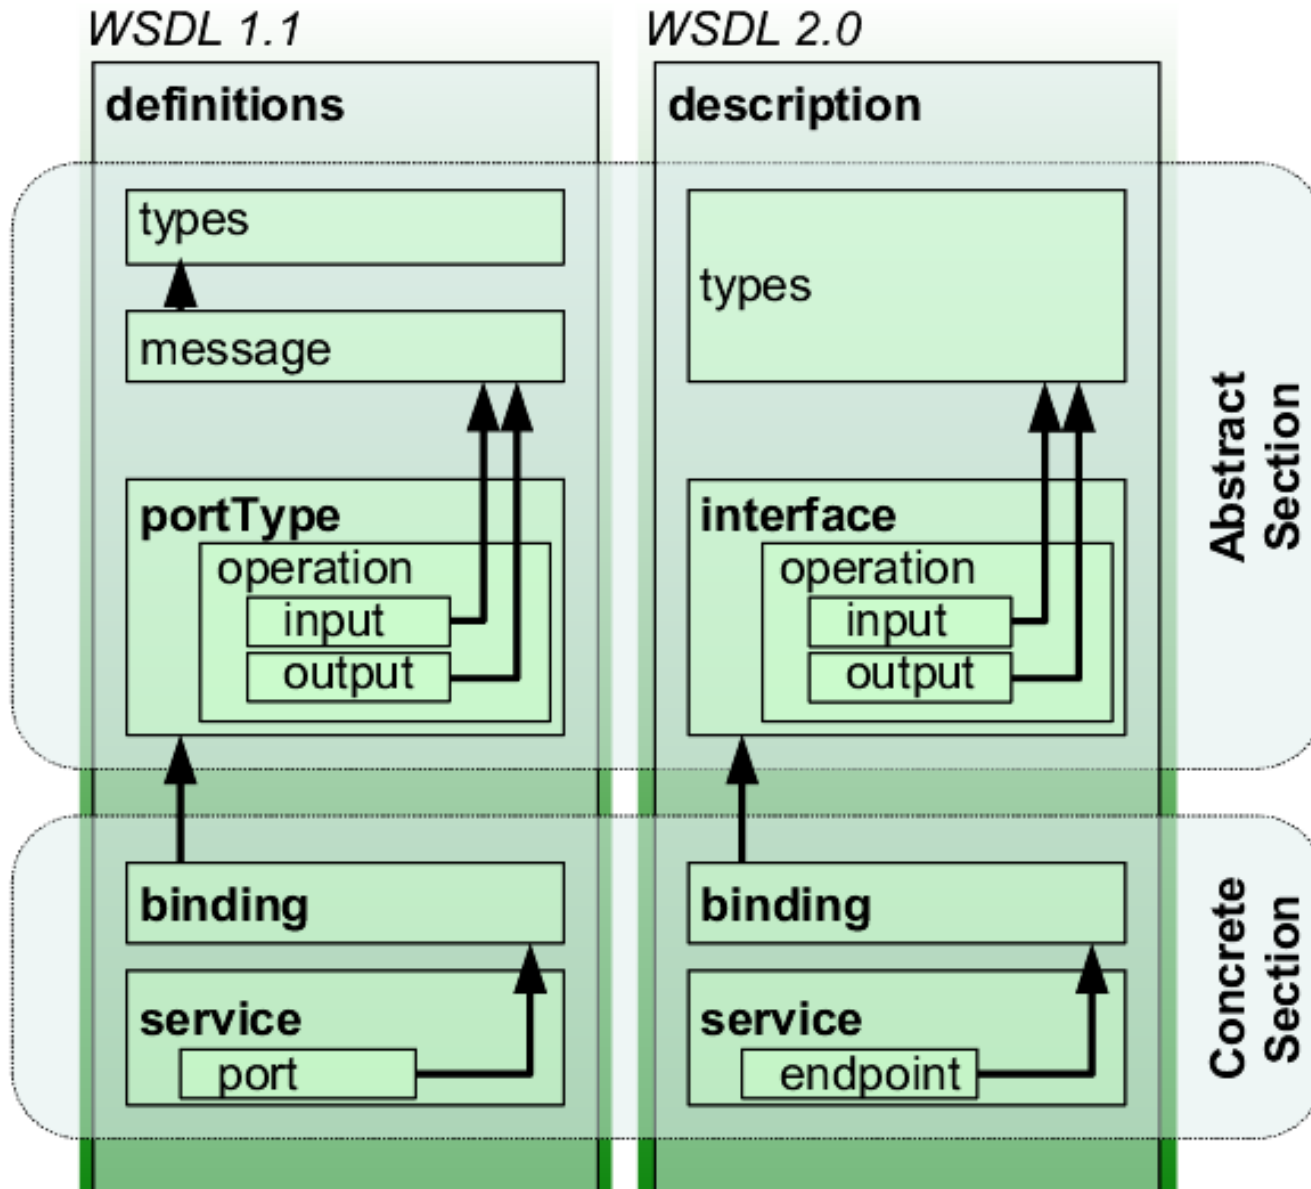 WSDL 1.1
definitions
types
message
portType
operation
input
output
binding
service
port
WSDL 2.0
description
types
interface
operation
input
output
binding
service
endpoint
Abstract
Section
Concrete
Section